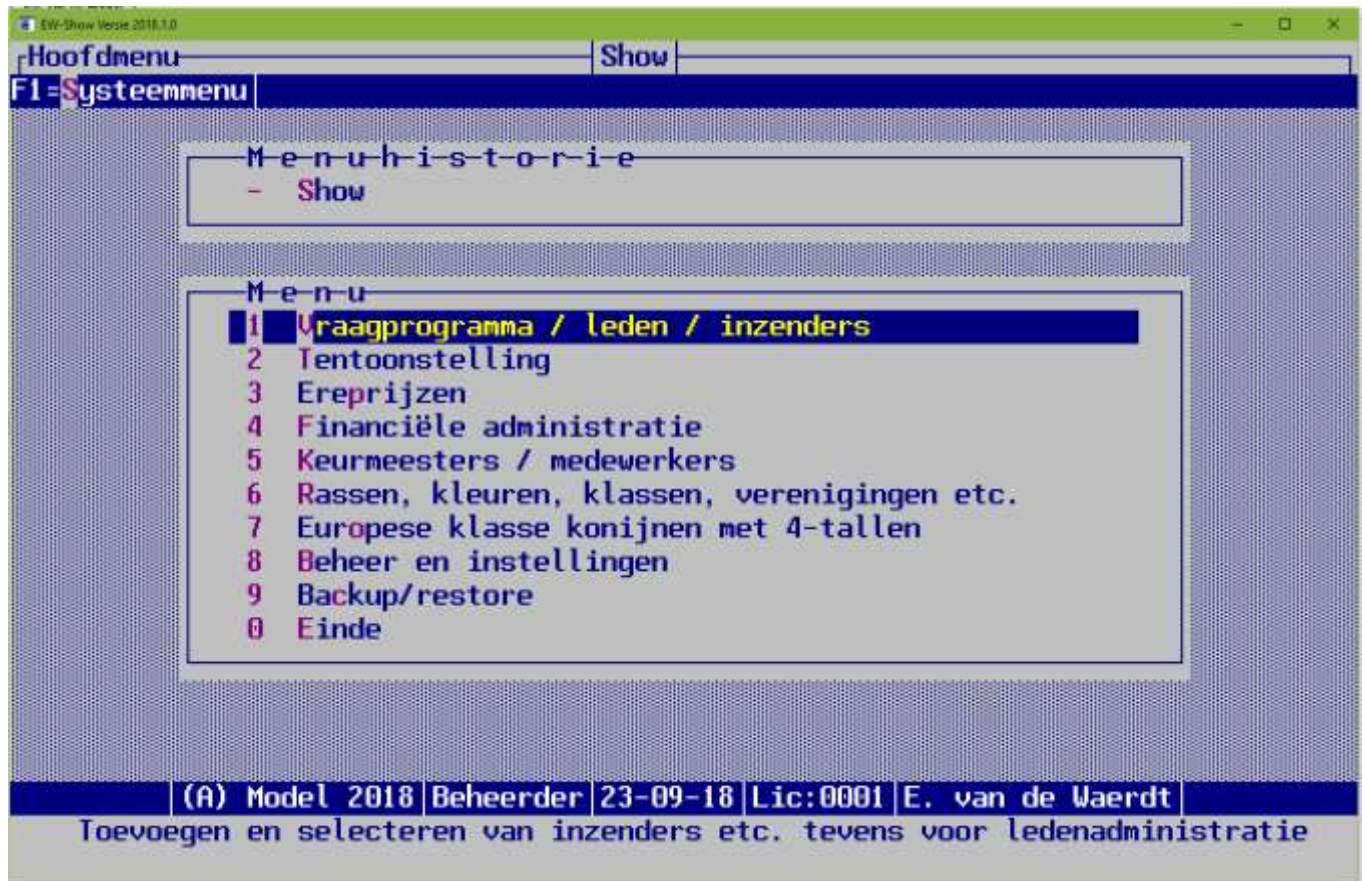 EW-Show Versie 2018.1.0
Hoofdmenu Show
F1=Systeemmenu
Menuhistorie
- Show
Menu
1 Vraagprogramma / leden / inzenders
2 Tentoonstelling
3 Ereprijzen
4 Financiële administratie
5 Keurmeesters / medewerkers
6 Rassen, kleuren, klassen, verenigingen etc.
7 Europese klasse konijnen met 4-tallen
8 Beheer en instellingen
9 Backup/restore
0 Einde
(A) Model 2018 Beheerder 23-09-18 Lic:0001 E. van de Waerdt
Toevoegen en selecteren van inzenders etc. tevens voor ledenadministratie